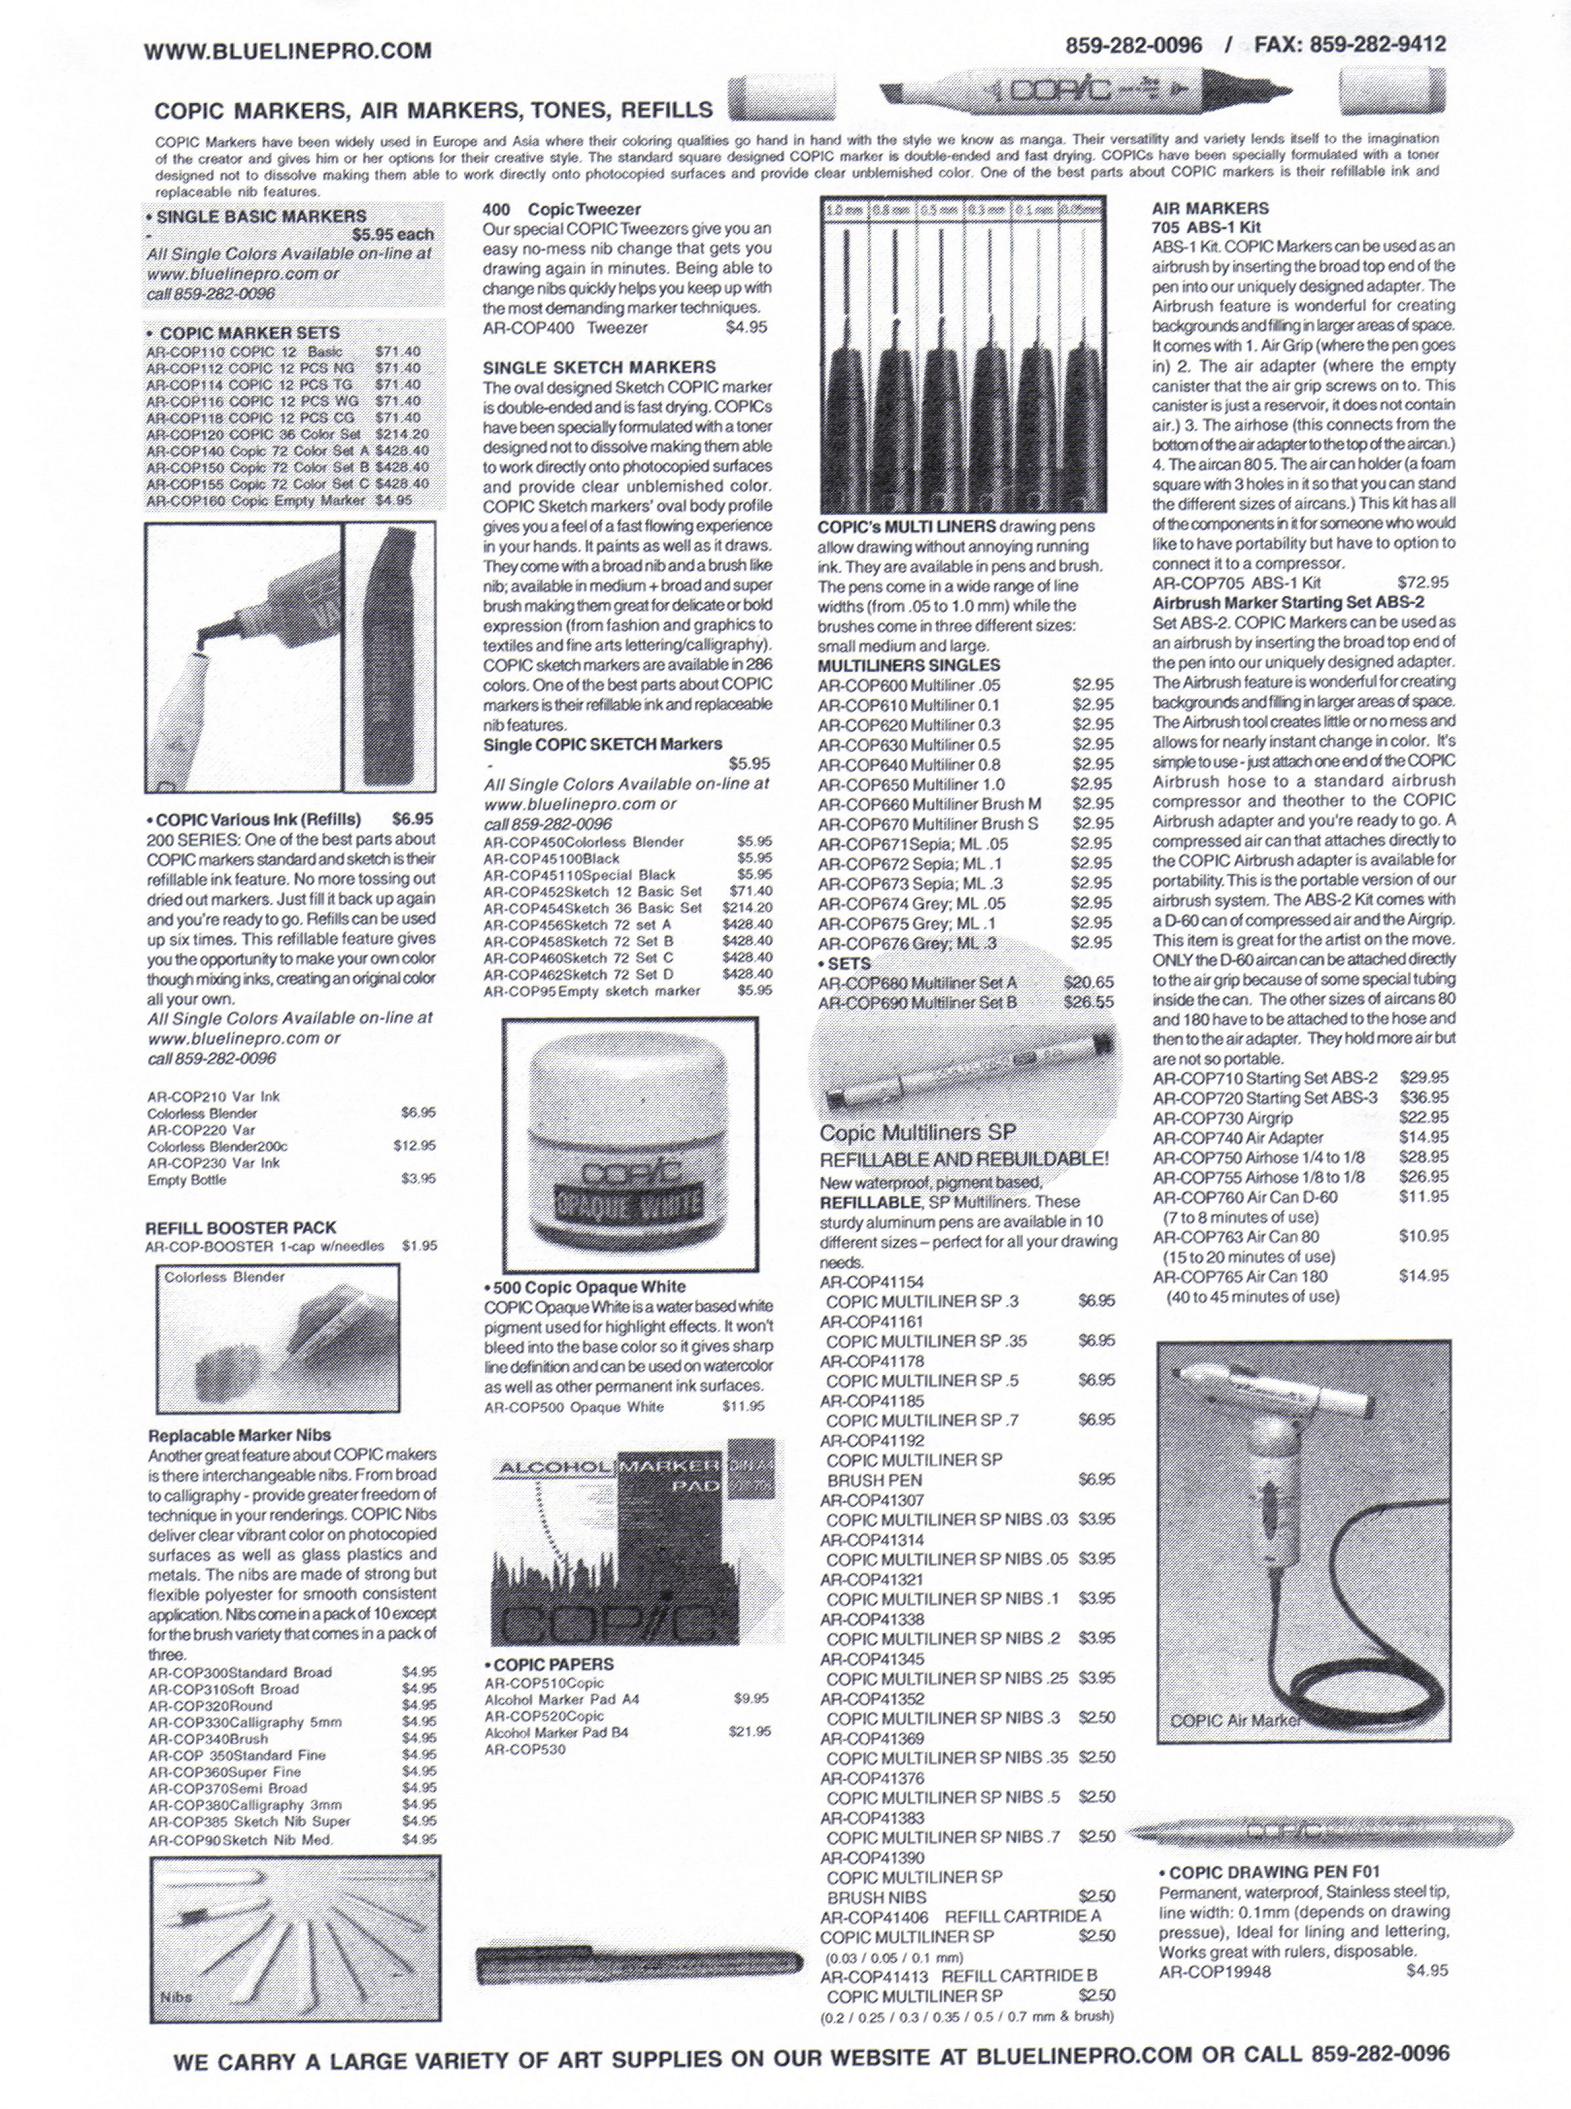 WWW.BLUELINEPRO.COM
859-282-0096 / FAX: 859-282-9412
COPIC MARKERS, AIR MARKERS, TONES, REFILLS
COPIC
COPIC Markers have been widely used in Europe and Asia where their coloring qualities go hand in hand with the style we know as manga. Their versatility and variety lends itself to the imagination
of the creator and gives him or her options for their creative style. The standard square designed COPIC marker is double-ended and fast drying. COPICs have been specially formulated with a toner
designed not to dissolve making them able to work directly onto photocopied surfaces and provide clear unblemished color. One of the best parts about COPIC markers is their refillable ink and
replaceable nib features.
• SINGLE BASIC MARKERS
- $5.95 each
All Single Colors Available on-line at
www.bluelinepro.com or
call 859-282-0096
• COPIC MARKER SETS
AR-COP110 COPIC 12 Basic $71.40
AR-COP112 COPIC 12 PCS NG $71.40
AR-COP114 COPIC 12 PCS TG $71.40
AR-COP116 COPIC 12 PCS WG $71.40
AR-COP118 COPIC 12 PCS CG $71.40
AR-COP120 COPIC 36 Color Set $214.20
AR-COP140 Copic 72 Color Set A $428.40
AR-COP150 Copic 72 Color Set B $428.40
AR-COP155 Copic 72 Color Set C $428.40
AR-COP160 Copic Empty Marker $4.95
• COPIC Various Ink (Refills) $6.95
200 SERIES: One of the best parts about
COPIC markers standard and sketch is their
refillable ink feature. No more tossing out
dried out markers. Just fill it back up again
and you're ready to go. Refills can be used
up six times. This refillable feature gives
you the opportunity to make your own color
though mixing inks, creating an original color
all your own.
All Single Colors Available on-line at
www.bluelinepro.com or
call 859-282-0096
AR-COP210 Var Ink
Colorless Blender $6.95
AR-COP220 Var
Colorless Blender200c $12.95
AR-COP230 Var Ink
Empty Bottle $3.95
REFILL BOOSTER PACK
AR-COP-BOOSTER 1-cap w/needles $1.95
Colorless Blender
Replacable Marker Nibs
Another great feature about COPIC makers
is there interchangeable nibs. From broad
to calligraphy - provide greater freedom of
technique in your renderings. COPIC Nibs
deliver clear vibrant color on photocopied
surfaces as well as glass plastics and
metals. The nibs are made of strong but
flexible polyester for smooth consistent
application. Nibs come in a pack of 10 except
for the brush variety that comes in a pack of
three.
AR-COP300Standard Broad $4.95
AR-COP310Soft Broad $4.95
AR-COP320Round $4.95
AR-COP330Calligraphy 5mm $4.95
AR-COP340Brush $4.95
AR-COP 350Standard Fine $4.95
AR-COP360Super Fine $4.95
AR-COP370Semi Broad $4.95
AR-COP380Calligraphy 3mm $4.95
AR-COP385 Sketch Nib Super $4.95
AR-COP90Sketch Nib Med. $4.95
Nibs
400 Copic Tweezer
Our special COPIC Tweezers give you an
easy no-mess nib change that gets you
drawing again in minutes. Being able to
change nibs quickly helps you keep up with
the most demanding marker techniques.
AR-COP400 Tweezer $4.95
SINGLE SKETCH MARKERS
The oval designed Sketch COPIC marker
is double-ended and is fast drying. COPICs
have been specially formulated with a toner
designed not to dissolve making them able
to work directly onto photocopied surfaces
and provide clear unblemished color.
COPIC Sketch markers' oval body profile
gives you a feel of a fast flowing experience
in your hands. It paints as well as it draws.
They come with a broad nib and a brush like
nib; available in medium + broad and super
brush making them great for delicate or bold
expression (from fashion and graphics to
textiles and fine arts lettering/calligraphy).
COPIC sketch markers are available in 286
colors. One of the best parts about COPIC
markers is their refillable ink and replaceable
nib features.
Single COPIC SKETCH Markers
- $5.95
All Single Colors Available on-line at
www.bluelinepro.com or
call 859-282-0096
AR-COP450Colorless Blender $5.95
AR-COP45100Black $5.95
AR-COP45110Special Black $5.95
AR-COP452Sketch 12 Basic Set $71.40
AR-COP454Sketch 36 Basic Set $214.20
AR-COP456Sketch 72 set A $428.40
AR-COP458Sketch 72 Set B $428.40
AR-COP460Sketch 72 Set C $428.40
AR-COP462Sketch 72 Set D $428.40
AR-COP95Empty sketch marker $5.95
COPIC
OPAQUE WHITE
• 500 Copic Opaque White
COPIC Opaque White is a water based white
pigment used for highlight effects. It won't
bleed into the base color so it gives sharp
line definition and can be used on watercolor
as well as other permanent ink surfaces.
AR-COP500 Opaque White $11.95
ALCOHOL MARKER
PAD
DIN A4
COPIC
• COPIC PAPERS
AR-COP510Copic
Alcohol Marker Pad A4 $9.95
AR-COP520Copic
Alcohol Marker Pad B4 $21.95
AR-COP530
1.0 mm 0.8 mm 0.5 mm 0.3 mm 0.1 mm 0.05mm
COPIC's MULTI LINERS drawing pens
allow drawing without annoying running
ink. They are available in pens and brush.
The pens come in a wide range of line
widths (from .05 to 1.0 mm) while the
brushes come in three different sizes:
small medium and large.
MULTILINERS SINGLES
AR-COP600 Multiliner .05 $2.95
AR-COP610 Multiliner 0.1 $2.95
AR-COP620 Multiliner 0.3 $2.95
AR-COP630 Multiliner 0.5 $2.95
AR-COP640 Multiliner 0.8 $2.95
AR-COP650 Multiliner 1.0 $2.95
AR-COP660 Multiliner Brush M $2.95
AR-COP670 Multiliner Brush S $2.95
AR-COP671Sepia; ML .05 $2.95
AR-COP672 Sepia; ML .1 $2.95
AR-COP673 Sepia; ML .3 $2.95
AR-COP674 Grey; ML .05 $2.95
AR-COP675 Grey; ML .1 $2.95
AR-COP676 Grey; ML .3 $2.95
• SETS
AR-COP680 Multiliner Set A $20.65
AR-COP690 Multiliner Set B $26.55
Copic Multiliners SP
REFILLABLE AND REBUILDABLE!
New waterproof, pigment based,
REFILLABLE, SP Multiliners. These
sturdy aluminum pens are available in 10
different sizes – perfect for all your drawing
needs.
AR-COP41154
COPIC MULTILINER SP .3 $6.95
AR-COP41161
COPIC MULTILINER SP .35 $6.95
AR-COP41178
COPIC MULTILINER SP .5 $6.95
AR-COP41185
COPIC MULTILINER SP .7 $6.95
AR-COP41192
COPIC MULTILINER SP
BRUSH PEN $6.95
AR-COP41307
COPIC MULTILINER SP NIBS .03 $3.95
AR-COP41314
COPIC MULTILINER SP NIBS .05 $3.95
AR-COP41321
COPIC MULTILINER SP NIBS .1 $3.95
AR-COP41338
COPIC MULTILINER SP NIBS .2 $3.95
AR-COP41345
COPIC MULTILINER SP NIBS .25 $3.95
AR-COP41352
COPIC MULTILINER SP NIBS .3 $2.50
AR-COP41369
COPIC MULTILINER SP NIBS .35 $2.50
AR-COP41376
COPIC MULTILINER SP NIBS .5 $2.50
AR-COP41383
COPIC MULTILINER SP NIBS .7 $2.50
AR-COP41390
COPIC MULTILINER SP
BRUSH NIBS $2.50
AR-COP41406 REFILL CARTRIDE A
COPIC MULTILINER SP $2.50
(0.03 / 0.05 / 0.1 mm)
AR-COP41413 REFILL CARTRIDE B
COPIC MULTILINER SP $2.50
(0.2 / 0.25 / 0.3 / 0.35 / 0.5 / 0.7 mm & brush)
AIR MARKERS
705 ABS-1 Kit
ABS-1 Kit. COPIC Markers can be used as an
airbrush by inserting the broad top end of the
pen into our uniquely designed adapter. The
Airbrush feature is wonderful for creating
backgrounds and filling in larger areas of space.
It comes with 1. Air Grip (where the pen goes
in) 2. The air adapter (where the empty
canister that the air grip screws on to. This
canister is just a reservoir, it does not contain
air.) 3. The airhose (this connects from the
bottom of the air adapter to the top of the aircan.)
4. The aircan 80 5. The air can holder (a foam
square with 3 holes in it so that you can stand
the different sizes of aircans.) This kit has all
of the components in it for someone who would
like to have portability but have to option to
connect it to a compressor.
AR-COP705 ABS-1 Kit $72.95
Airbrush Marker Starting Set ABS-2
Set ABS-2. COPIC Markers can be used as
an airbrush by inserting the broad top end of
the pen into our uniquely designed adapter.
The Airbrush feature is wonderful for creating
backgrounds and filling in larger areas of space.
The Airbrush tool creates little or no mess and
allows for nearly instant change in color. It's
simple to use - just attach one end of the COPIC
Airbrush hose to a standard airbrush
compressor and theother to the COPIC
Airbrush adapter and you're ready to go. A
compressed air can that attaches directly to
the COPIC Airbrush adapter is available for
portability. This is the portable version of our
airbrush system. The ABS-2 Kit comes with
a D-60 can of compressed air and the Airgrip.
This item is great for the artist on the move.
ONLY the D-60 aircan can be attached directly
to the air grip because of some special tubing
inside the can. The other sizes of aircans 80
and 180 have to be attached to the hose and
then to the air adapter. They hold more air but
are not so portable.
AR-COP710 Starting Set ABS-2 $29.95
AR-COP720 Starting Set ABS-3 $36.95
AR-COP730 Airgrip $22.95
AR-COP740 Air Adapter $14.95
AR-COP750 Airhose 1/4 to 1/8 $28.95
AR-COP755 Airhose 1/8 to 1/8 $26.95
AR-COP760 Air Can D-60 $11.95
(7 to 8 minutes of use)
AR-COP763 Air Can 80 $10.95
(15 to 20 minutes of use)
AR-COP765 Air Can 180 $14.95
(40 to 45 minutes of use)
COPIC Air Marker
COPIC
• COPIC DRAWING PEN F01
Permanent, waterproof, Stainless steel tip,
line width: 0.1mm (depends on drawing
pessue), Ideal for lining and lettering,
Works great with rulers, disposable.
AR-COP19948 $4.95
WE CARRY A LARGE VARIETY OF ART SUPPLIES ON OUR WEBSITE AT BLUELINEPRO.COM OR CALL 859-282-0096